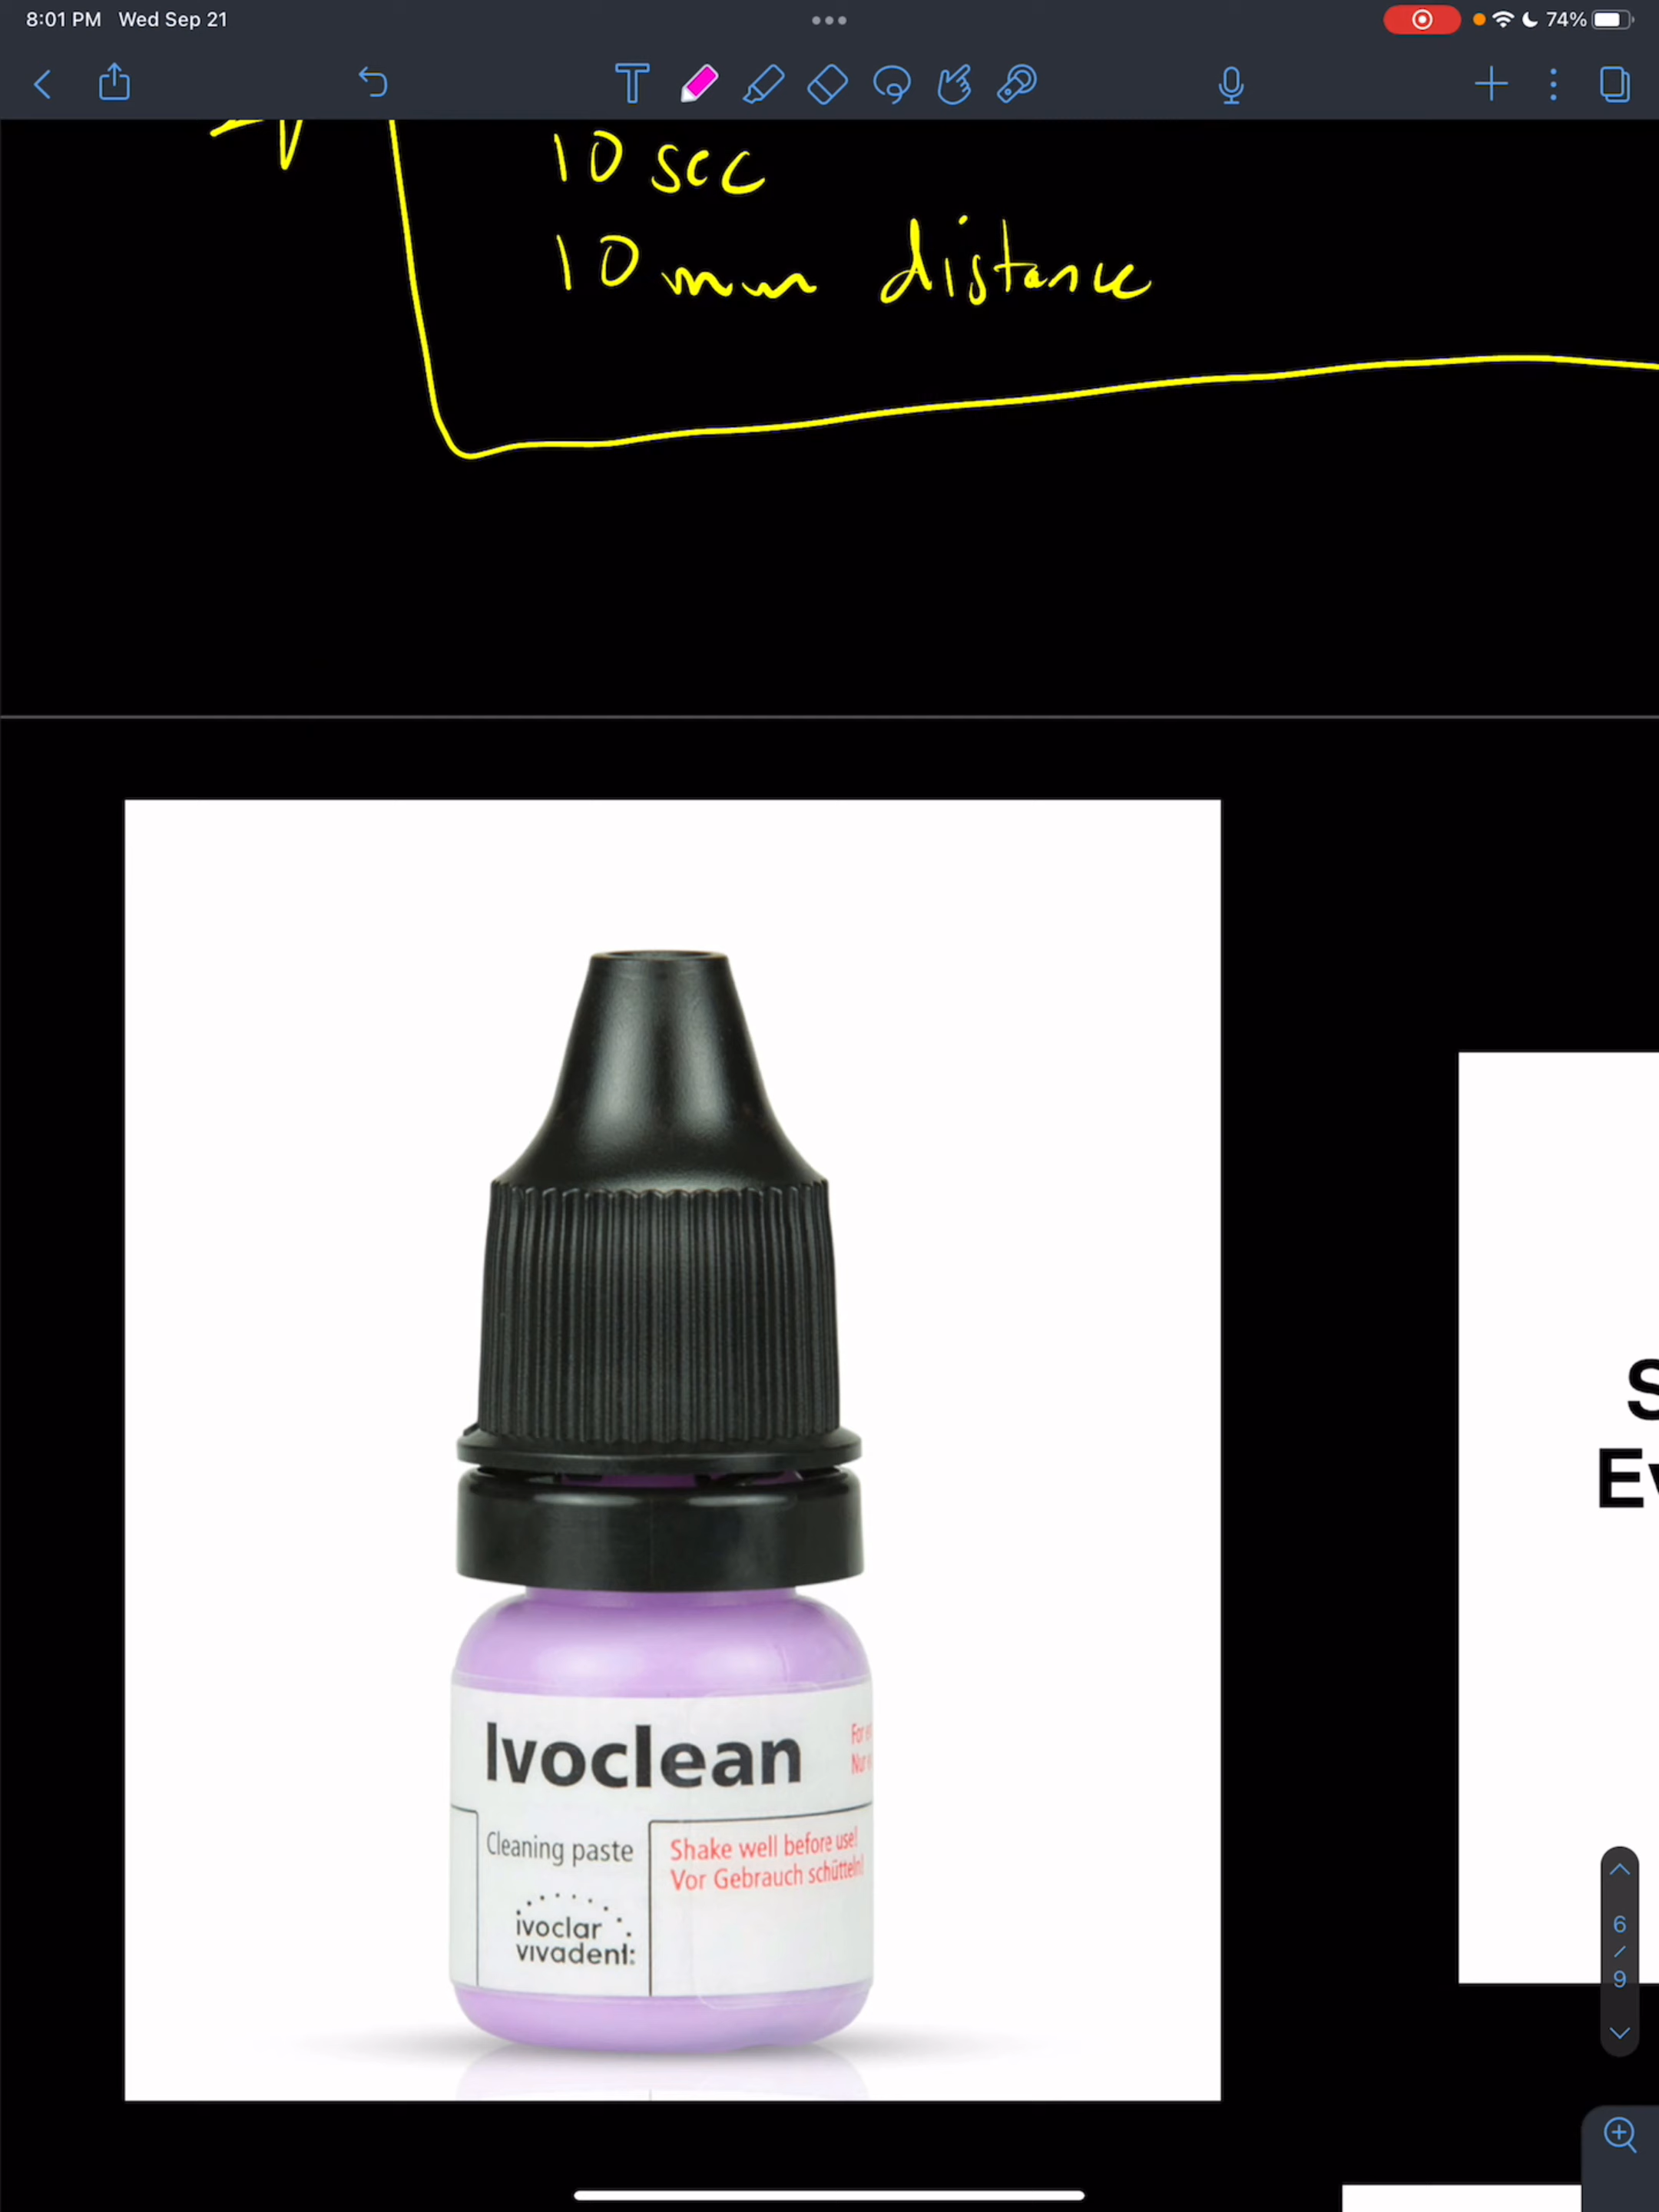 8:01 PM Wed Sep 21
74%
10 sec
10 mm distance
Ivoclean
Cleaning paste
Shake well before use!
Vor Gebrauch schütteln!
ivoclar
vivadent:
6
/
9